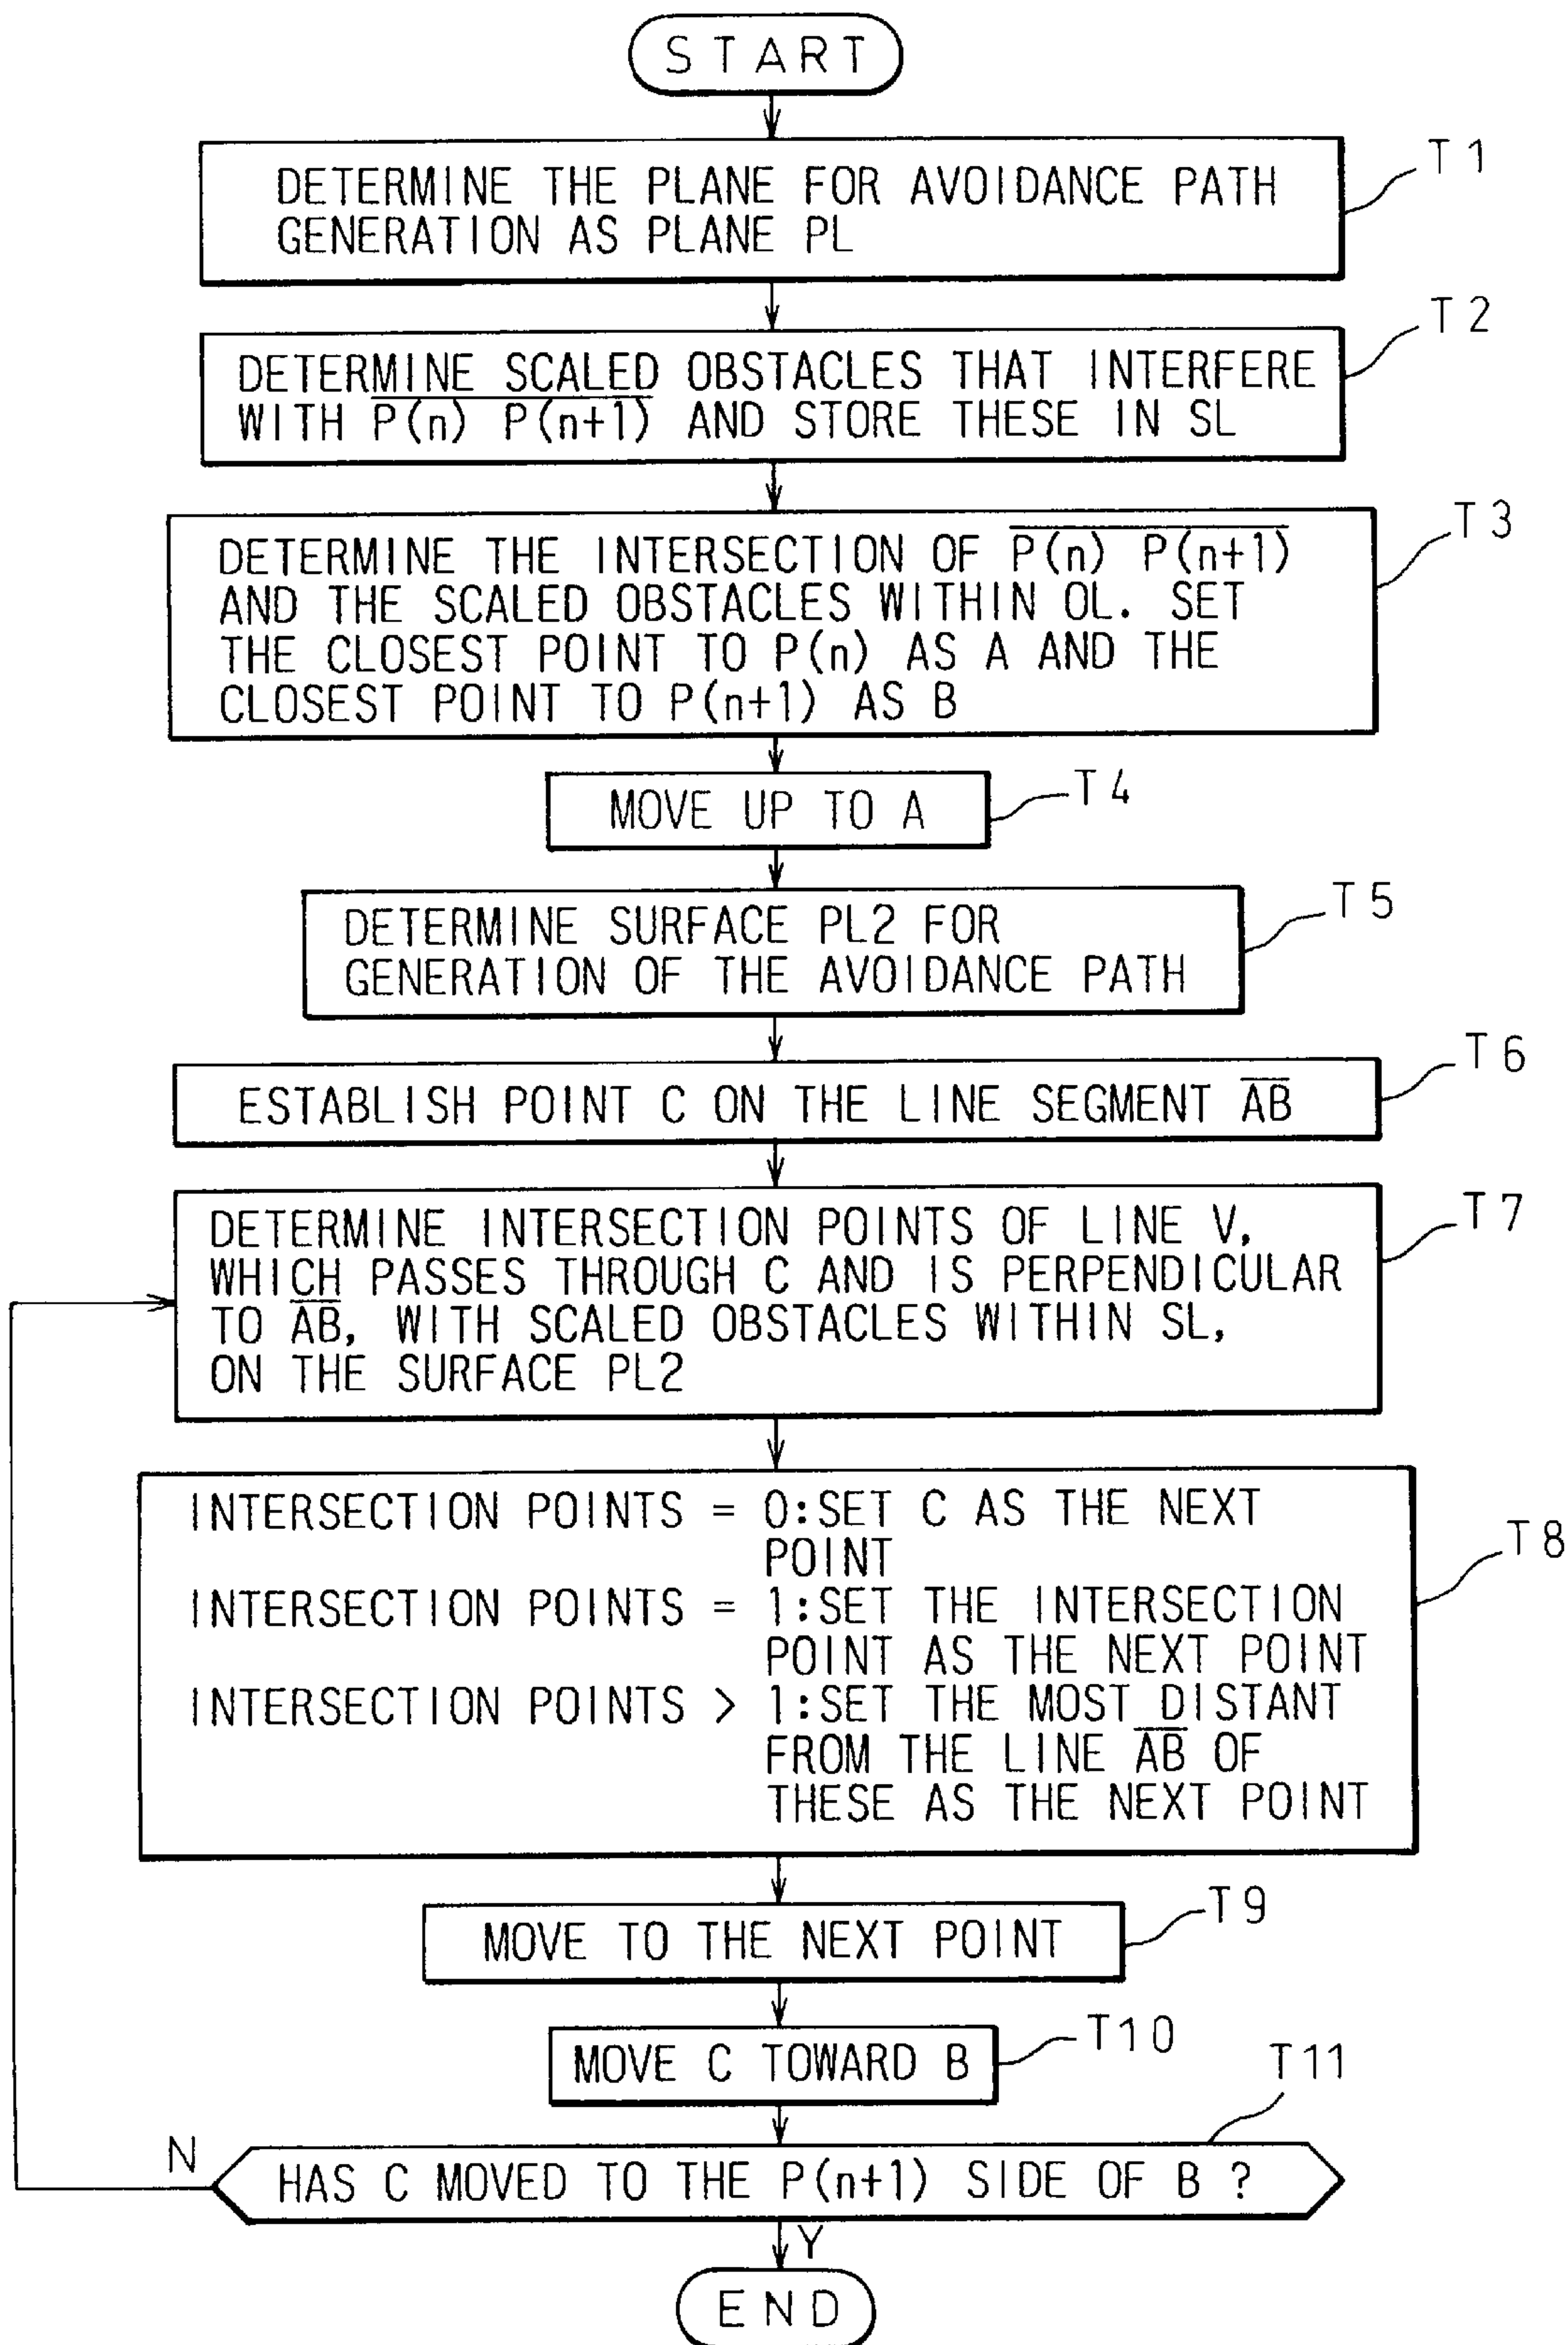 START
T1
DETERMINE THE PLANE FOR AVOIDANCE PATH
GENERATION AS PLANE PL
T2
DETERMINE SCALED OBSTACLES THAT INTERFERE
WITH P(n) P(n+1) AND STORE THESE IN SL
T3
DETERMINE THE INTERSECTION OF P(n) P(n+1)
AND THE SCALED OBSTACLES WITHIN OL. SET
THE CLOSEST POINT TO P(n) AS A AND THE
CLOSEST POINT TO P(n+1) AS B
T4
MOVE UP TO A
T5
DETERMINE SURFACE PL2 FOR
GENERATION OF THE AVOIDANCE PATH
T6
ESTABLISH POINT C ON THE LINE SEGMENT AB
T7
DETERMINE INTERSECTION POINTS OF LINE V,
WHICH PASSES THROUGH C AND IS PERPENDICULAR
TO AB, WITH SCALED OBSTACLES WITHIN SL,
ON THE SURFACE PL2
T8
INTERSECTION POINTS = 0:SET C AS THE NEXT
POINT
INTERSECTION POINTS = 1:SET THE INTERSECTION
POINT AS THE NEXT POINT
INTERSECTION POINTS > 1:SET THE MOST DISTANT
FROM THE LINE AB OF
THESE AS THE NEXT POINT
T9
MOVE TO THE NEXT POINT
T10
MOVE C TOWARD B
T11
N
HAS C MOVED TO THE P(n+1) SIDE OF B ?
Y
END